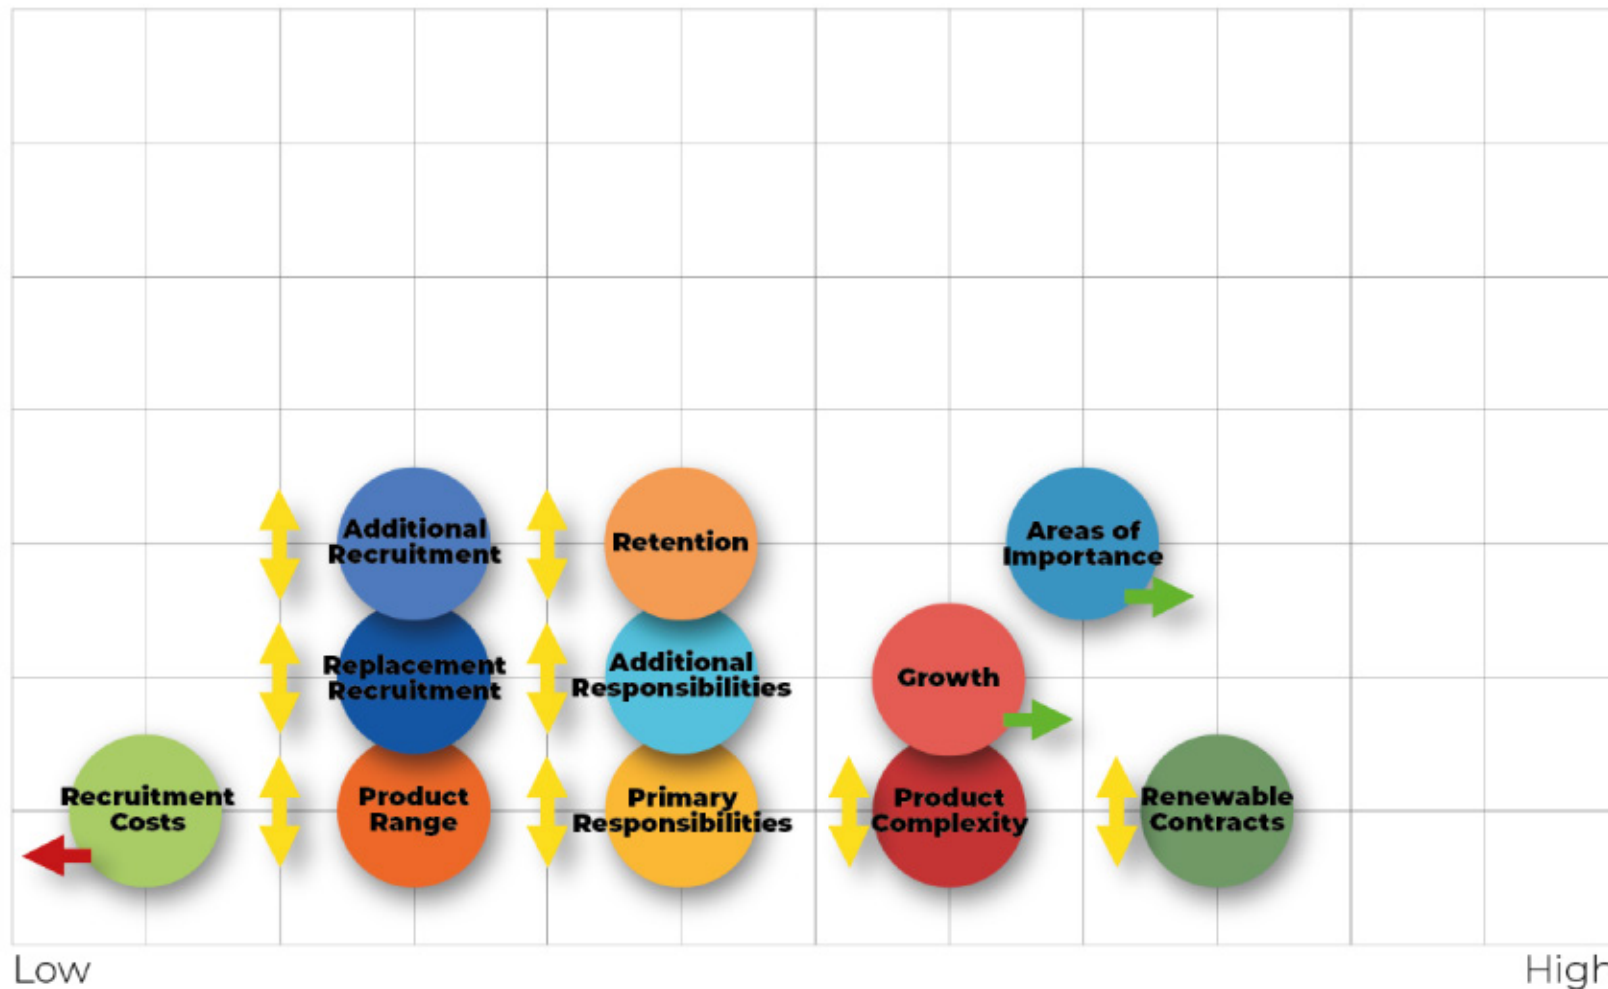 Additional
Recruitment
Retention
Areas of
Importance
Replacement
Recruitment
Additional
Responsibilities
Growth
Recruitment
Costs
Product
Range
Primary
Responsibilities
Product
Complexity
Renewable
Contracts
Low
High